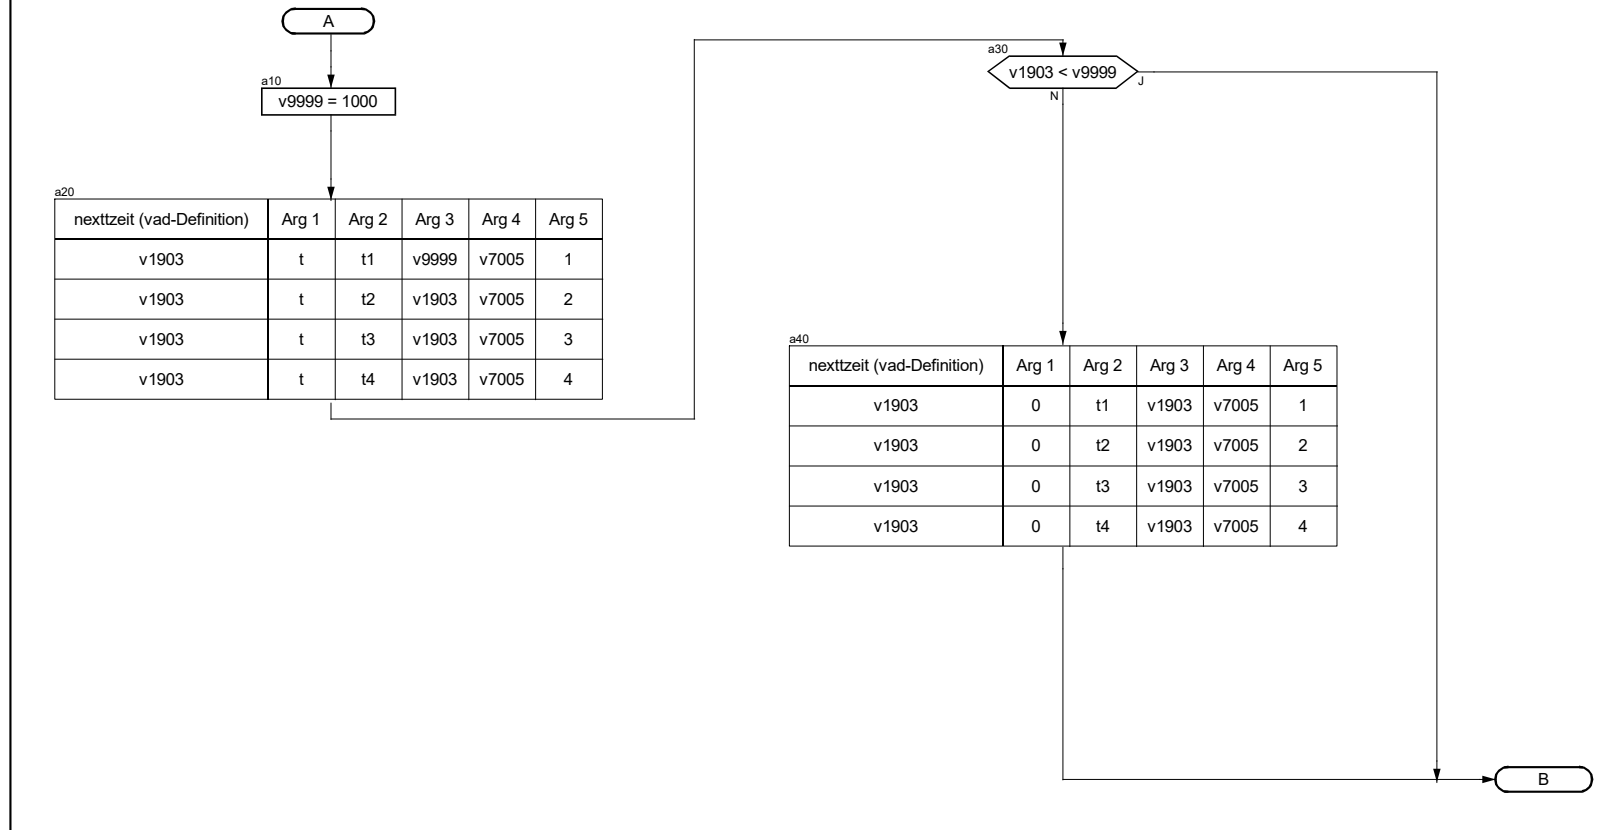 A
a10
v9999 = 1000
a20
nexttzeit (vad-Definition) Arg 1 Arg 2 Arg 3 Arg 4 Arg 5
v1903 t t1 v9999 v7005 1
v1903 t t2 v1903 v7005 2
v1903 t t3 v1903 v7005 3
v1903 t t4 v1903 v7005 4
a30
v1903 < v9999
J
N
a40
nexttzeit (vad-Definition) Arg 1 Arg 2 Arg 3 Arg 4 Arg 5
v1903 0 t1 v1903 v7005 1
v1903 0 t2 v1903 v7005 2
v1903 0 t3 v1903 v7005 3
v1903 0 t4 v1903 v7005 4
B